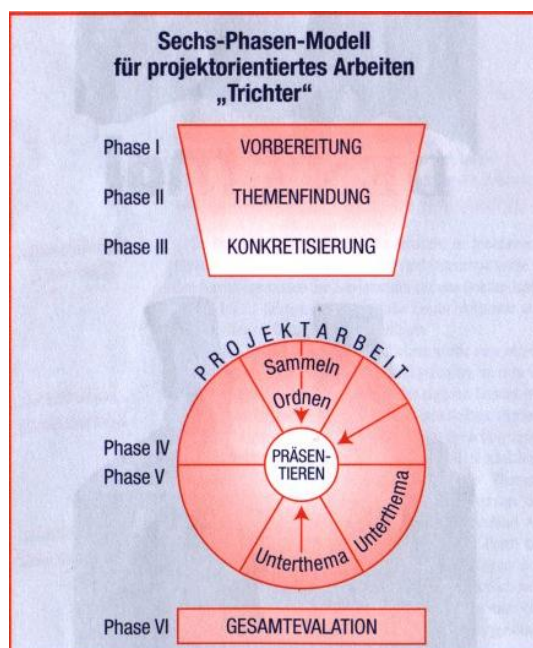 Sechs-Phasen-Modell
für projektorientiertes Arbeiten
„Trichter“
Phase I VORBEREITUNG
Phase II THEMENFINDUNG
Phase III KONKRETISIERUNG
PROJEKTARBEIT
Sammeln
Ordnen
Phase IV
PRÄSEN-
TIEREN
Phase V
Unterthema
Unterthema
Phase VI GESAMTEVALATION